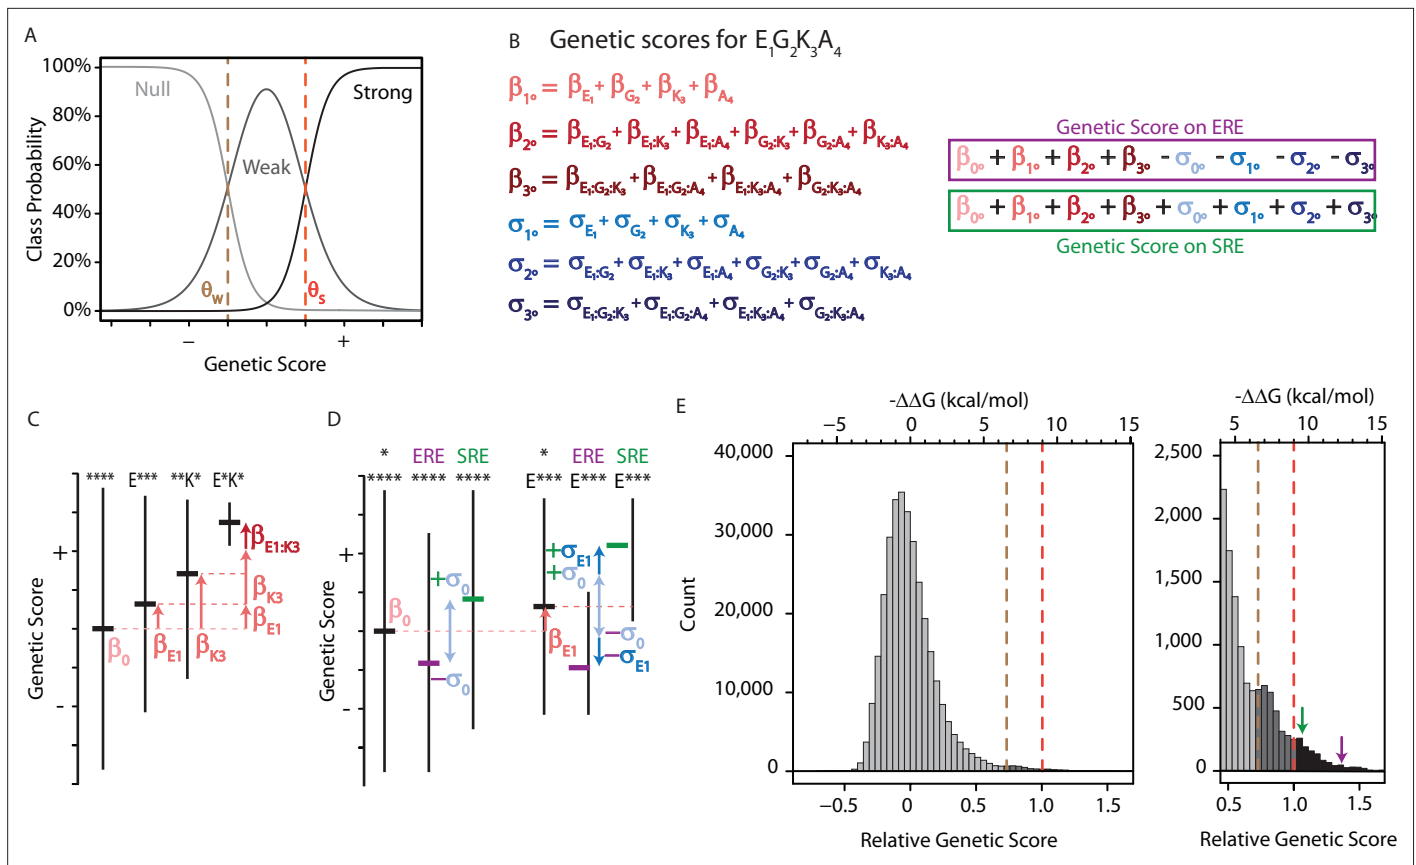 A
100%
80%
60%
40%
20%
0%
Class Probability
Null
Weak
Strong
θW
θS
−
+
Genetic Score
B Genetic scores for E1G2K3A4
β1° = βE1 + βG2 + βK3 + βA4
β2° = βE1:G2 + βE1:K3 + βE1:A4 + βG2:K3 + βG2:A4 + βK3:A4
β3° = βE1:G2:K3 + βE1:G2:A4 + βE1:K3:A4 + βG2:K3:A4
σ1° = σE1 + σG2 + σK3 + σA4
σ2° = σE1:G2 + σE1:K3 + σE1:A4 + σG2:K3 + σG2:A4 + σK3:A4
σ3° = σE1:G2:K3 + σE1:G2:A4 + σE1:K3:A4 + σG2:K3:A4
Genetic Score on ERE
β0° + β1° + β2° + β3° - σ0° - σ1° - σ2° - σ3°
β0° + β1° + β2° + β3° + σ0° + σ1° + σ2° + σ3°
Genetic Score on SRE
C
**** E*** **K* E*K*
Genetic Score
+
-
β0
βE1
βK3
βE1:K3
βK3
βE1
D
* ERE SRE * ERE SRE
**** **** **** E*** E*** E***
Genetic Score
+
-
β0
+σ0
−σ0
βE1
+σE1
+σ0
−σ0
−σE1
E
-ΔΔG (kcal/mol)
−5 0 5 10 15
40,000
30,000
20,000
10,000
0
Count
−0.5 0 0.5 1.0 1.5
Relative Genetic Score
-ΔΔG (kcal/mol)
5 10 15
2,500
2,000
1,500
1,000
500
0
0.5 1.0 1.5
Relative Genetic Score